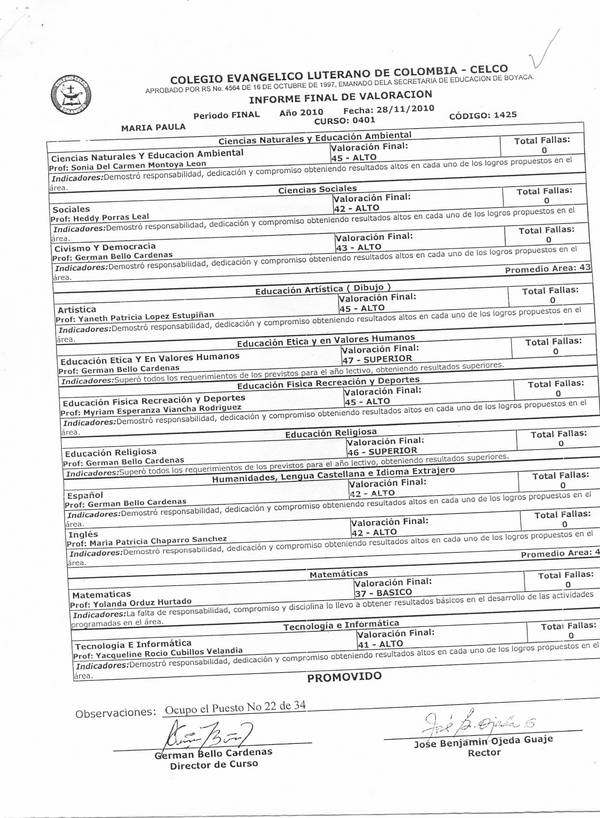 COLEGIO EVANGELICO LUTERANO DE COLOMBIA - CELCO
APROBADO POR RS No. 4564 DE 16 DE OCTUBRE DE 1997, EMANADO DELA SECRETARIA DE EDUCACION DE BOYACA.
INFORME FINAL DE VALORACION
Periodo FINAL Año 2010 Fecha: 28/11/2010
MARIA PAULA CURSO: 0401 CÓDIGO: 1425
Ciencias Naturales y Educación Ambiental
Ciencias Naturales Y Educacion Ambiental Valoración Final: Total Fallas:
Prof: Sonia Del Carmen Montoya Leon 45 - ALTO 0
Indicadores:Demostró responsabilidad, dedicación y compromiso obteniendo resultados altos en cada uno de los logros propuestos en el
área.
Ciencias Sociales
Sociales Valoración Final: Total Fallas:
Prof: Heddy Porras Leal 42 - ALTO 0
Indicadores:Demostró responsabilidad, dedicación y compromiso obteniendo resultados altos en cada uno de los logros propuestos en el
área.
Civismo Y Democracia Valoración Final: Total Fallas:
Prof: German Bello Cardenas 43 - ALTO 0
Indicadores:Demostró responsabilidad, dedicación y compromiso obteniendo resultados altos en cada uno de los logros propuestos en el
área.
Promedio Area: 43
Educación Artística ( Dibujo )
Artistica Valoración Final: Total Fallas:
Prof: Yaneth Patricia Lopez Estupiñan 45 - ALTO 0
Indicadores:Demostró responsabilidad, dedicación y compromiso obteniendo resultados altos en cada uno de los logros propuestos en el
área.
Educación Etica y en Valores Humanos
Educación Etica Y En Valores Humanos Valoración Final: Total Fallas:
Prof: German Bello Cardenas 47 - SUPERIOR 0
Indicadores:Superó todos los requerimientos de los previstos para el año lectivo, obteniendo resultados superiores.
Educación Fisica Recreación y Deportes
Educación Fisica Recreación y Deportes Valoración Final: Total Fallas:
Prof: Myriam Esperanza Viancha Rodriguez 45 - ALTO 0
Indicadores:Demostró responsabilidad, dedicación y compromiso obteniendo resultados altos en cada uno de los logros propuestos en el
área.
Educación Religiosa
Educación Religiosa Valoración Final: Total Fallas:
Prof: German Bello Cardenas 46 - SUPERIOR 0
Indicadores:Superó todos los requerimientos de los previstos para el año lectivo, obteniendo resultados superiores.
Humanidades, Lengua Castellana e Idioma Extrajero
Español Valoración Final: Total Fallas:
Prof: German Bello Cardenas 42 - ALTO 0
Indicadores:Demostró responsabilidad, dedicación y compromiso obteniendo resultados altos en cada uno de los logros propuestos en el
área.
Inglés Valoración Final: Total Fallas:
Prof: Maria Patricia Chaparro Sanchez 42 - ALTO 0
Indicadores:Demostró responsabilidad, dedicación y compromiso obteniendo resultados altos en cada uno de los logros propuestos en el
área.
Promedio Area: 4
Matemáticas
Matematicas Valoración Final: Total Fallas:
Prof: Yolanda Orduz Hurtado 37 - BASICO 0
Indicadores:La falta de responsabilidad, compromiso y disciplina lo llevo a obtener resultados básicos en el desarrollo de las actividades
programadas en el área.
Tecnología e Informática
Tecnología E Informática Valoración Final: Total Fallas:
Prof: Yacqueline Rocio Cubillos Velandia 41 - ALTO 0
Indicadores:Demostró responsabilidad, dedicación y compromiso obteniendo resultados altos en cada uno de los logros propuestos en el
área.
PROMOVIDO
Observaciones: Ocupo el Puesto No 22 de 34
José B. Ojeda G
German Bello Cardenas José Benjamin Ojeda Guaje
Director de Curso Rector